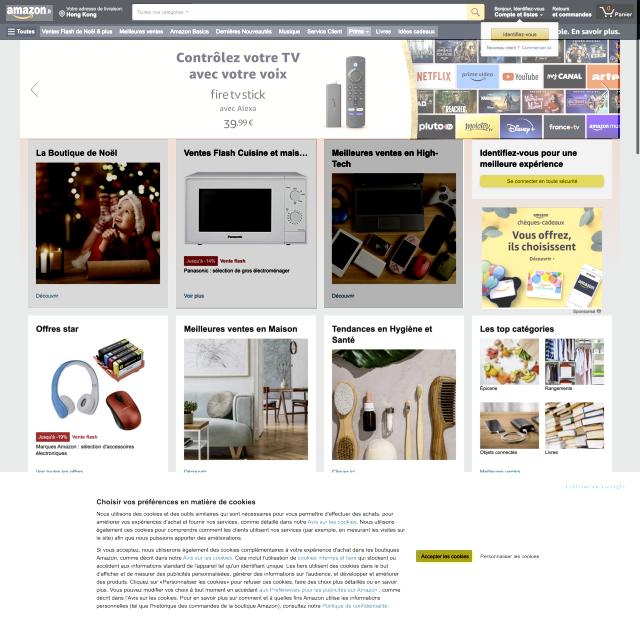 amazon
Votre adresse de livraison:
Hong Kong
Toutes nos catégories
Bonjour, Identifiez-vous
Compte et listes
Retours
et commandes
0
Panier
Toutes
Ventes Flash de Noël & plus
Meilleures ventes
Amazon Basics
Dernières Nouveautés
Musique
Service Client
Prime
Livres
Idées cadeaux
ble. En savoir plus.
Identifiez-vous
Nouveau client ? Commencer ici.
Contrôlez votre TV
avec votre voix
fire tv stick
avec Alexa
39,99 €
NETFLIX
prime video
YouTube
myCANAL
arte
REACHER
pluto tv
molotov
Disney+
france•tv
amazon music
La Boutique de Noël
Découvrir
Ventes Flash Cuisine et mais…
Panasonic
Jusqu'à -14%
Vente flash
Panasonic : sélection de gros électroménager
Voir plus
Meilleures ventes en High-
Tech
Découvrir
Identifiez-vous pour une
meilleure expérience
Se connecter en toute sécurité
amazon
chèques-cadeaux
Vous offrez,
ils choisissent
Découvrir ›
Sponsorisé
Offres star
Jusqu'à -19%
Vente flash
Marques Amazon : sélection d'accessoires
électroniques
Voir toutes les offres
Meilleures ventes en Maison
Découvrir
Tendances en Hygiène et
Santé
Cliquez ici
Les top catégories
Épicerie
Rangements
Objets connectés
Livres
Meilleures ventes
Continuer sans accepter
Choisir vos préférences en matière de cookies
Nous utilisons des cookies et des outils similaires qui sont nécessaires pour vous permettre d'effectuer des achats, pour
améliorer vos expériences d'achat et fournir nos services, comme détaillé dans notre Avis sur les cookies. Nous utilisons
également ces cookies pour comprendre comment les clients utilisent nos services (par exemple, en mesurant les visites sur
le site) afin que nous puissions apporter des améliorations.
Si vous acceptez, nous utiliserons également des cookies complémentaires à votre expérience d'achat dans les boutiques
Amazon, comme décrit dans notre Avis sur les cookies. Cela inclut l'utilisation de cookies internes et tiers qui stockent ou
accèdent aux informations standard de l'appareil tel qu'un identifiant unique. Les tiers utilisent des cookies dans le but
d'afficher et de mesurer des publicités personnalisées, générer des informations sur l'audience, et développer et améliorer
des produits. Cliquez sur «Personnaliser les cookies» pour refuser ces cookies, faire des choix plus détaillés ou en savoir
plus. Vous pouvez modifier vos choix à tout moment en accédant aux Préférences pour les publicités sur Amazon , comme
décrit dans l'Avis sur les cookies. Pour en savoir plus sur comment et à quelles fins Amazon utilise les informations
personnelles (tel que l'historique des commandes de la boutique Amazon), consultez notre Politique de confidentialité.
Accepter les cookies
Personnaliser les cookies